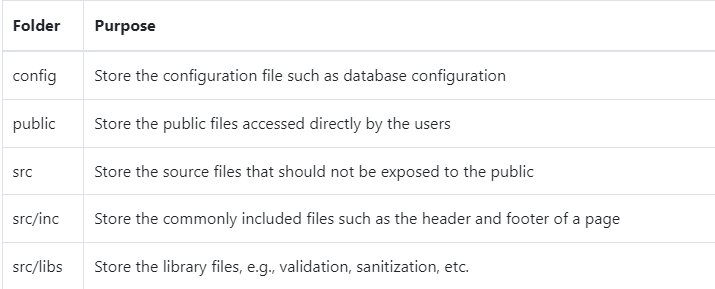 Folder Purpose
config Store the configuration file such as database configuration
public Store the public files accessed directly by the users
src Store the source files that should not be exposed to the public
src/inc Store the commonly included files such as the header and footer of a page
src/libs Store the library files, e.g., validation, sanitization, etc.